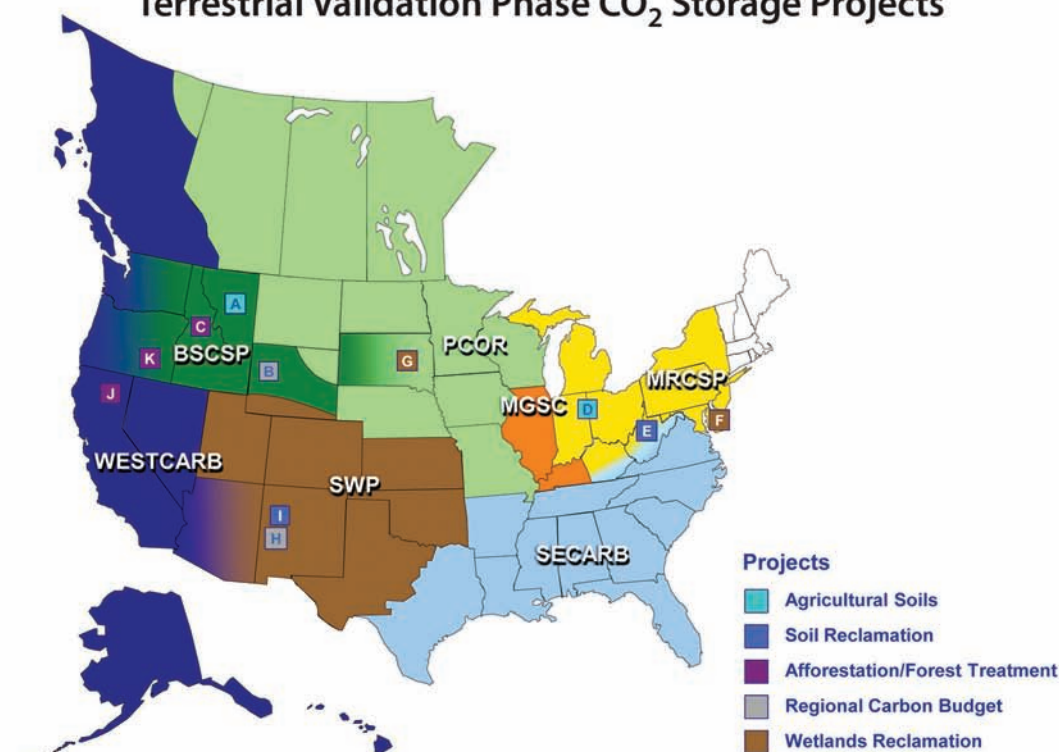 Terrestrial Validation Phase CO2 Storage Projects
A
C
BSCSP
K
B
J
G
PCOR
MGSC
D
MRCSP
E
F
WESTCARB
SWP
I
H
SECARB
Projects
Agricultural Soils
Soil Reclamation
Afforestation/Forest Treatment
Regional Carbon Budget
Wetlands Reclamation